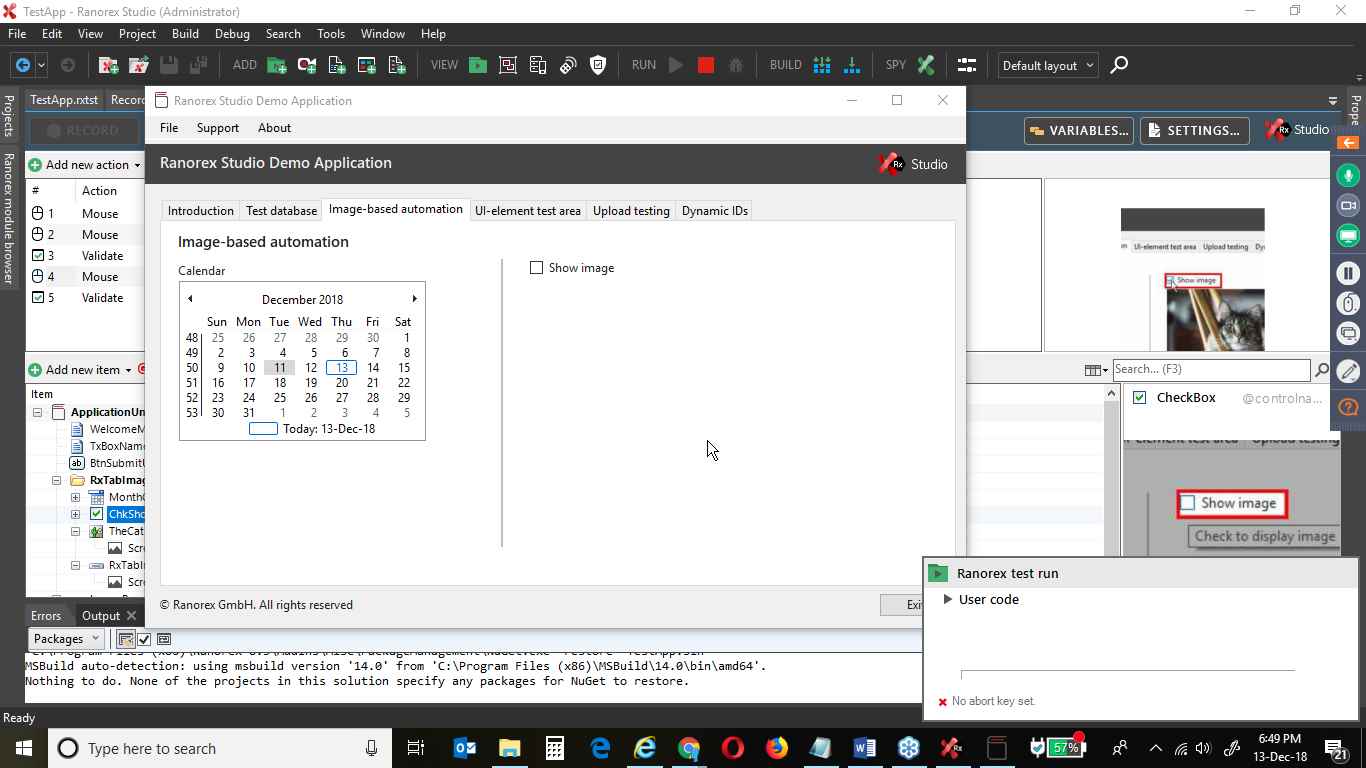 TestApp - Ranorex Studio (Administrator)
File Edit View Project Build Debug Search Tools Window Help
ADD VIEW RUN BUILD SPY Default layout
Projects
Ranorex module browser
TestApp.rxtst Recor
RECORD
VARIABLES... SETTINGS... Rx Studio
Prope
Add new action
# Action
1 Mouse
2 Mouse
3 Validate
4 Mouse
5 Validate
Add new item
Item
ApplicationUn
WelcomeM
TxBoxName
ab BtnSubmitU
RxTabImag
MonthC
ChkSho
TheCat
Scr
RxTabI
Scr
Ranorex Studio Demo Application
File Support About
Ranorex Studio Demo Application
Rx Studio
Introduction Test database Image-based automation UI-element test area Upload testing Dynamic IDs
Image-based automation
Calendar
December 2018
Sun Mon Tue Wed Thu Fri Sat
48 25 26 27 28 29 30 1
49 2 3 4 5 6 7 8
50 9 10 11 12 13 14 15
51 16 17 18 19 20 21 22
52 23 24 25 26 27 28 29
53 30 31 1 2 3 4 5
Today: 13-Dec-18
Show image
© Ranorex GmbH. All rights reserved
Exi
UI-element test area Upload testing Dy
Show image
Search... (F3)
CheckBox @controlna...
-element test area Upload testing
Show image
Check to display image
Ranorex test run
User code
No abort key set.
Errors Output
Packages
MSBuild auto-detection: using msbuild version '14.0' from 'C:\Program Files (x86)\MSBuild\14.0\bin\amd64'.
Nothing to do. None of the projects in this solution specify any packages for NuGet to restore.
Ready
Type here to search
57%
6:49 PM
13-Dec-18
21